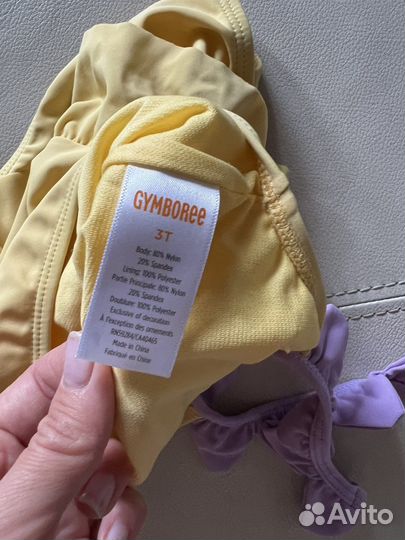 GYMBOREE
3T
Body: 80% Nylon
20% Spandex
Lining: 100% Polyester
Partie Principale: 80% Nylon
20% Spandex
Doublure: 100% Polyester
Exclusive of decoration
À l'exception des ornements
RN59284/CA40465
Made in China
Fabriqué en Chine
Avito